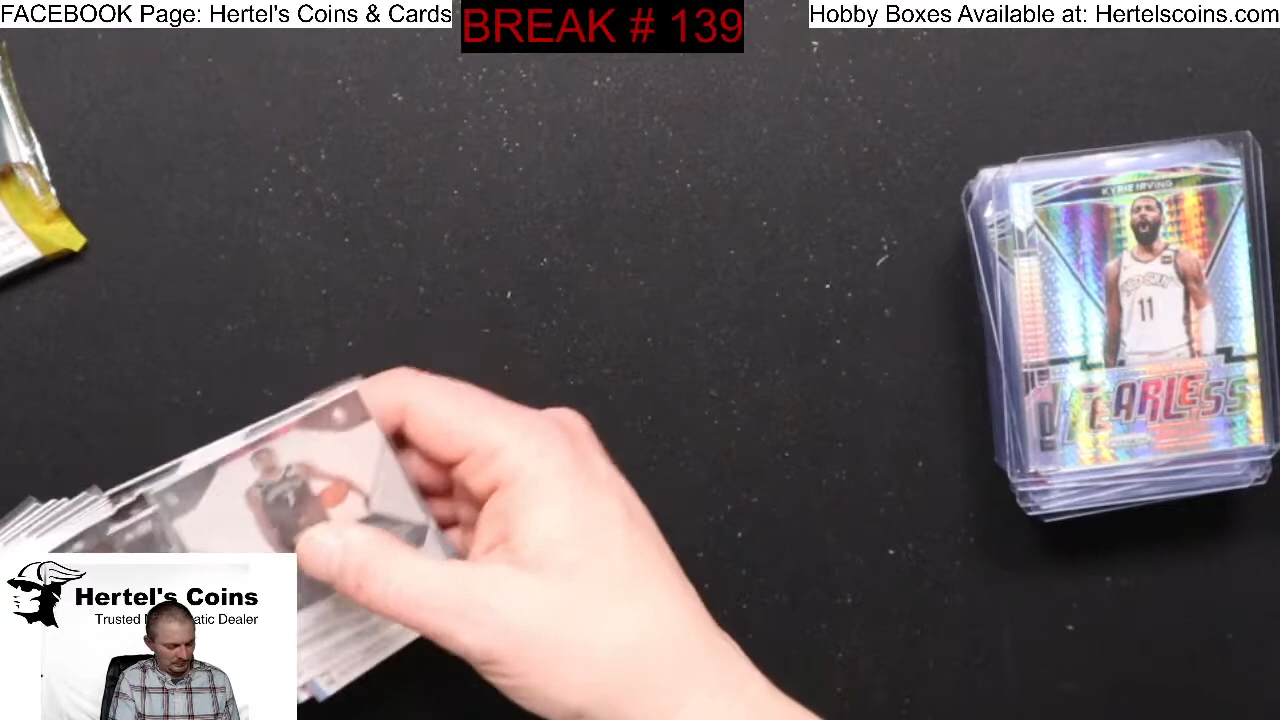 FACEBOOK Page: Hertel's Coins & Cards
BREAK # 139
Hobby Boxes Available at: Hertelscoins.com
KYRIE IRVING
11
FEARLESS
Hertel's Coins
Trusted
atic Dealer